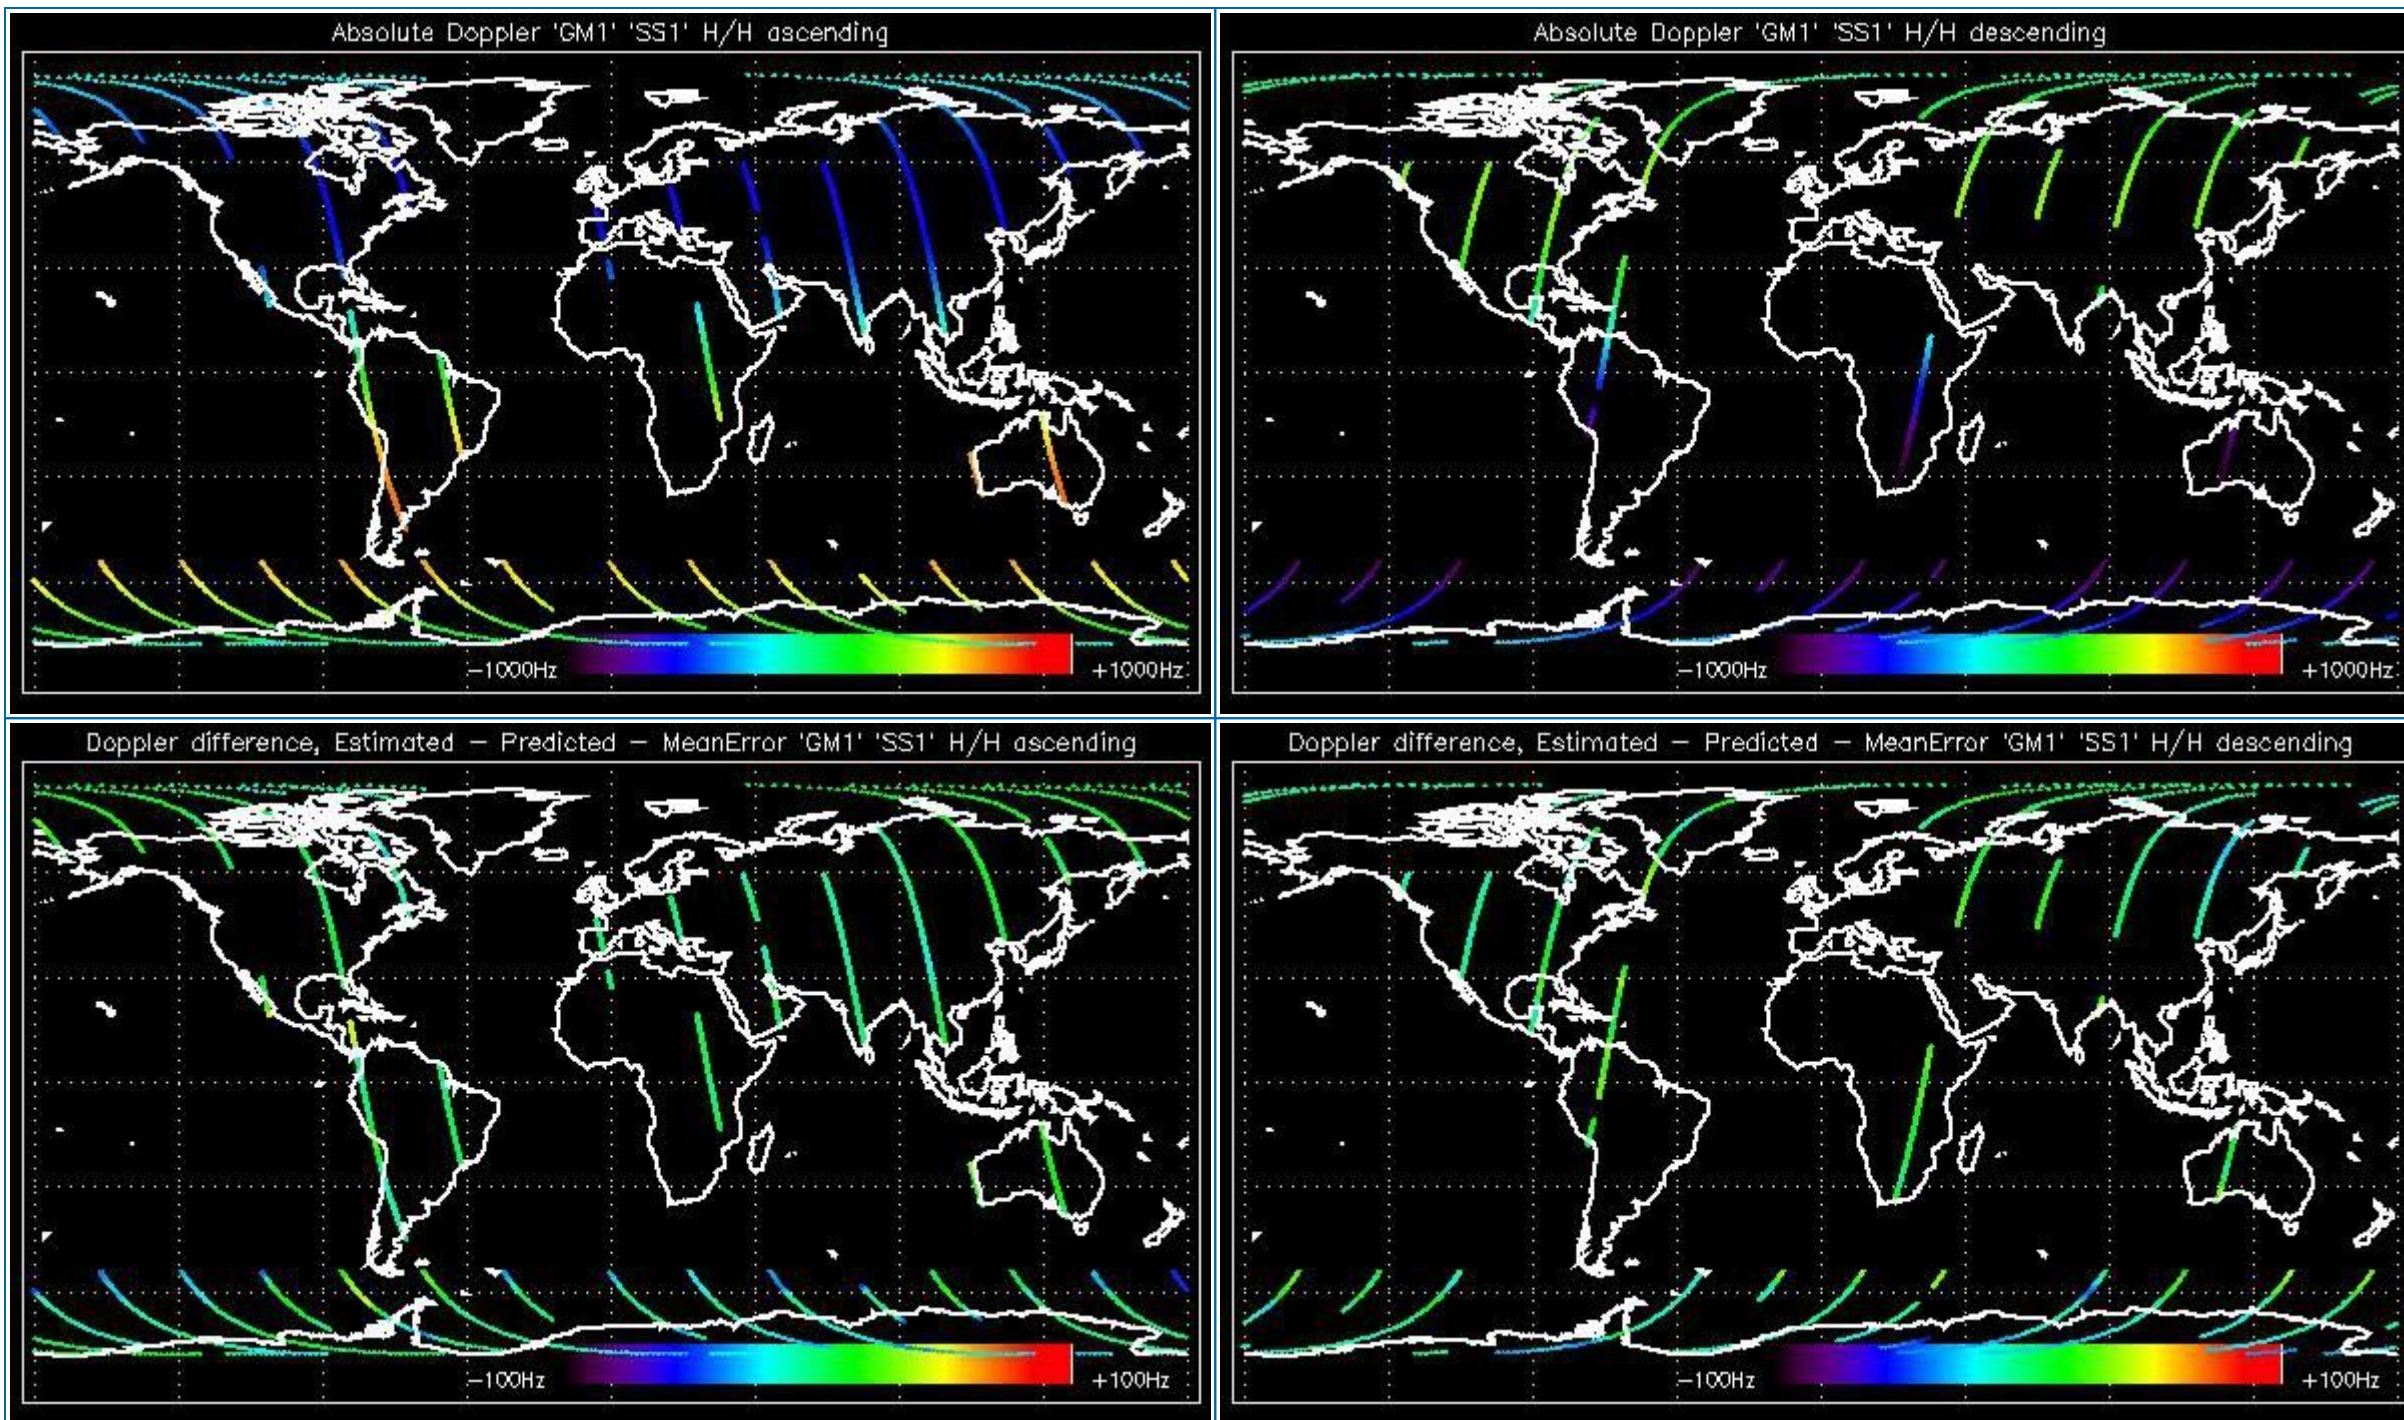 Absolute Doppler 'GM1' 'SS1' H/H ascending
-1000Hz
+1000Hz
Absolute Doppler 'GM1' 'SS1' H/H descending
-1000Hz
+1000Hz
Doppler difference, Estimated - Predicted - MeanError 'GM1' 'SS1' H/H ascending
-100Hz
+100Hz
Doppler difference, Estimated - Predicted - MeanError 'GM1' 'SS1' H/H descending
-100Hz
+100Hz